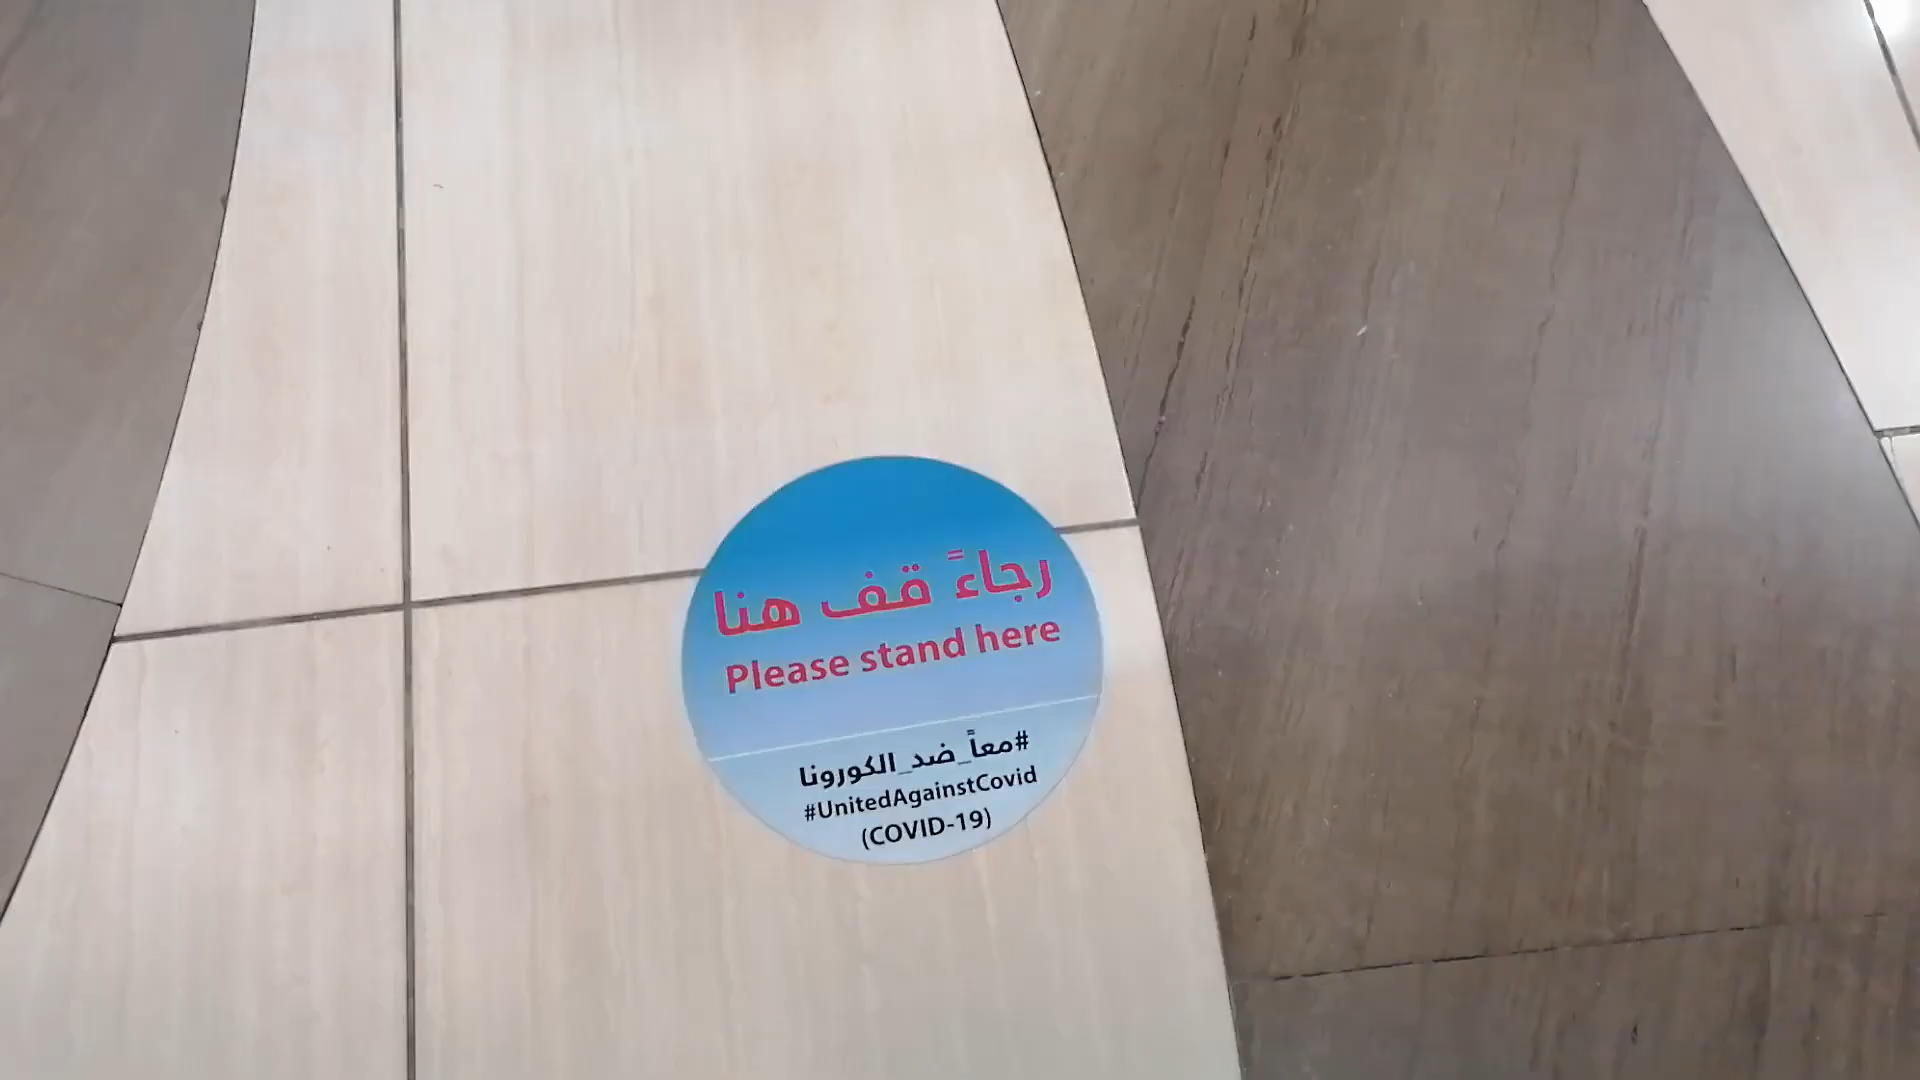 رجاءً قف هنا
Please stand here
#معاً_ضد_الكورونا
#UnitedAgainstCovid
(COVID-19)